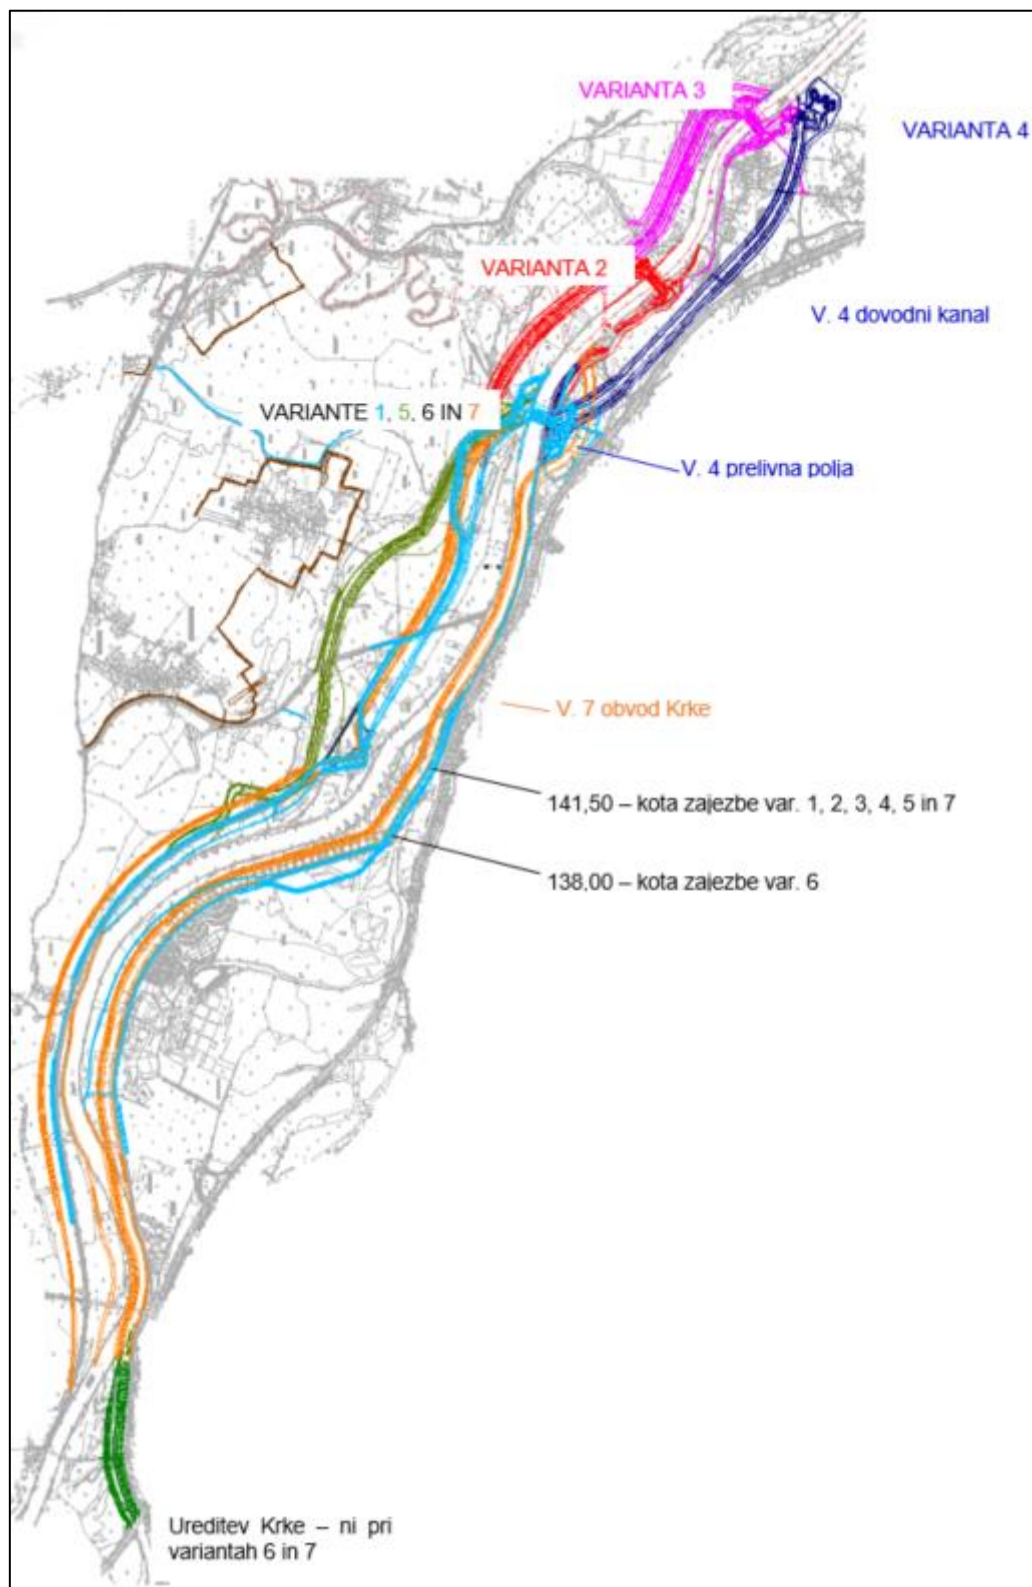 VARIANTA 3
VARIANTA 4
VARIANTA 2
V. 4 dovodni kanal
VARIANTE 1, 5, 6 IN 7
V. 4 prelivna polja
V. 7 obvod Krke
141,50 – kota zajezbe var. 1, 2, 3, 4, 5 in 7
138,00 – kota zajezbe var. 6
Ureditev Krke – ni pri
variantah 6 in 7